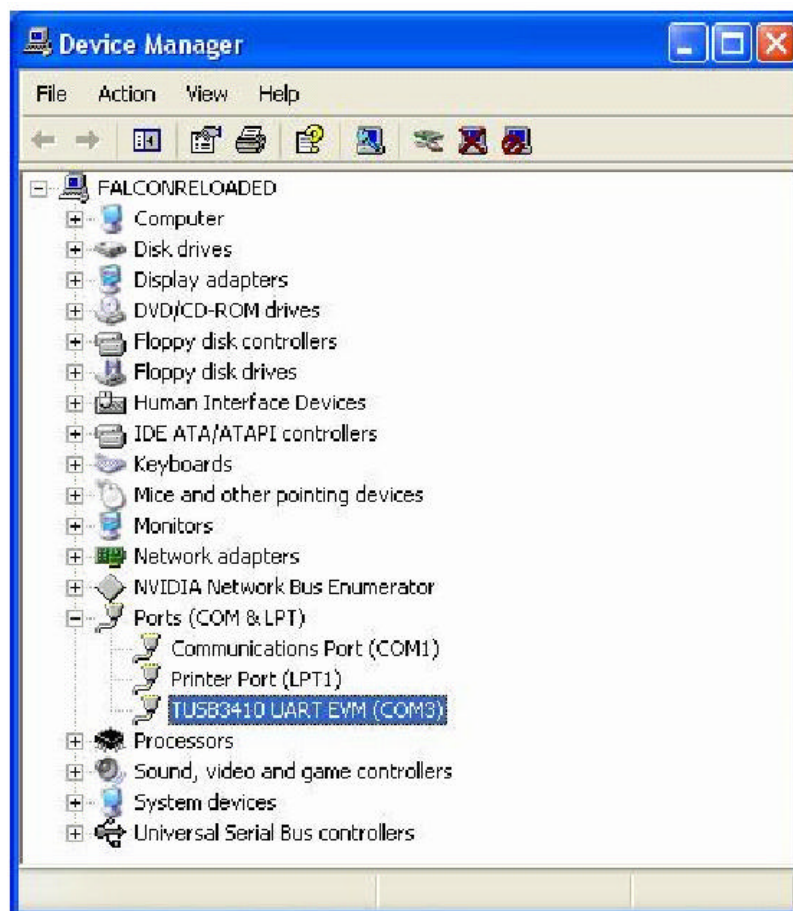 Device Manager
File Action View Help
FALCONRELOADED
Computer
Disk drives
Display adapters
DVD/CD-ROM drives
Floppy disk controllers
Floppy disk drives
Human Interface Devices
IDE ATA/ATAPI controllers
Keyboards
Mice and other pointing devices
Monitors
Network adapters
NVIDIA Network Bus Enumerator
Ports (COM & LPT)
Communications Port (COM1)
Printer Port (LPT1)
TUSB3410 UART EVM (COM3)
Processors
Sound, video and game controllers
System devices
Universal Serial Bus controllers